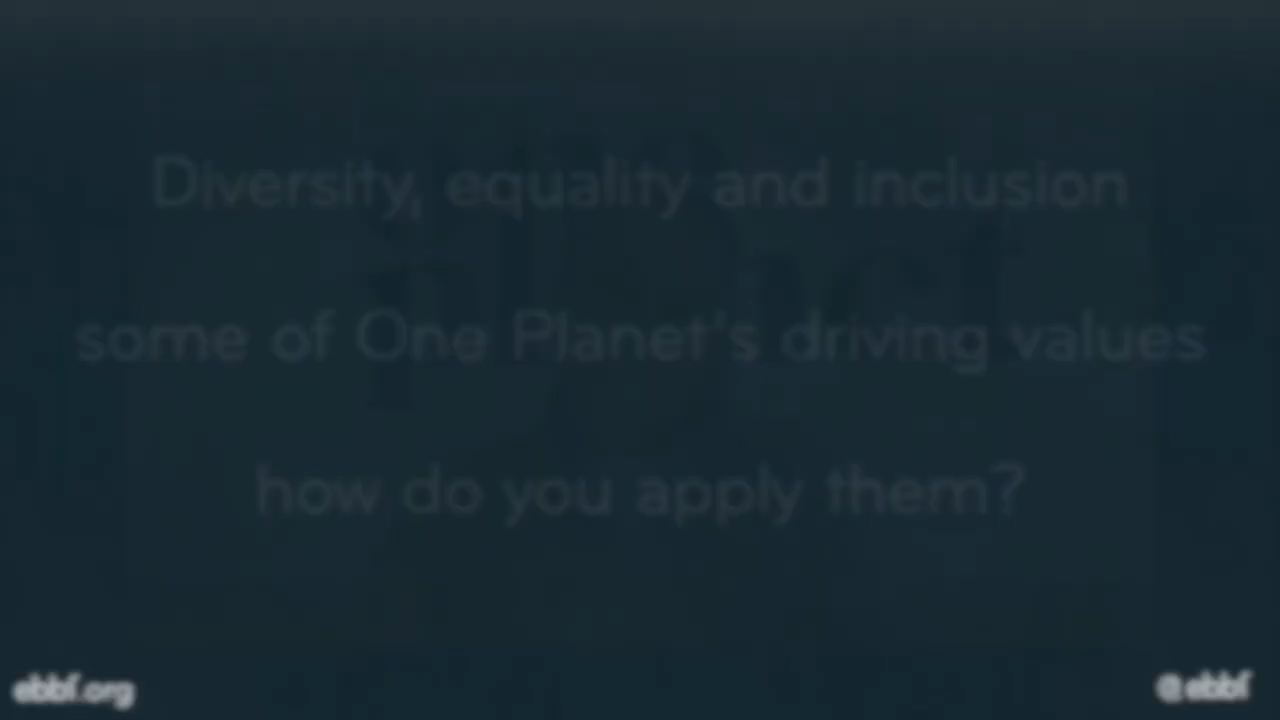 Diversity, equality and inclusion
some of One Planet's driving values
how do you apply them?
ebbf.org
@ebbf